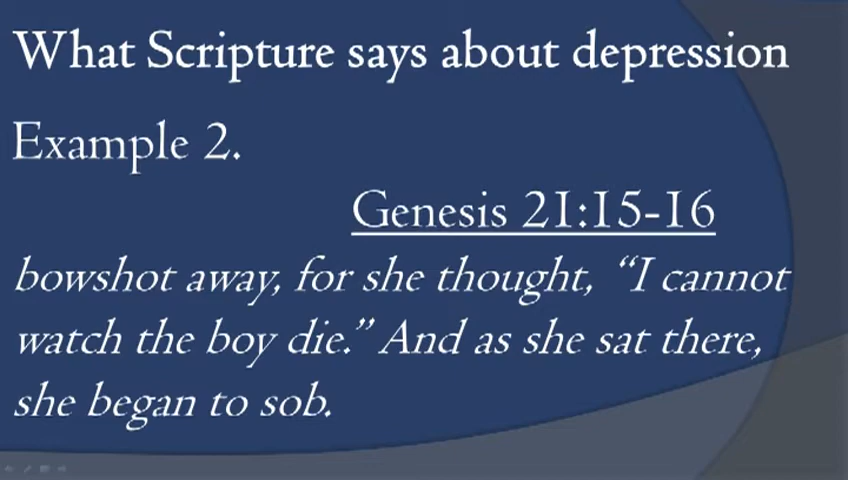 What Scripture says about depression
Example 2.
Genesis 21:15-16
bowshot away, for she thought, “I cannot
watch the boy die.” And as she sat there,
she began to sob.